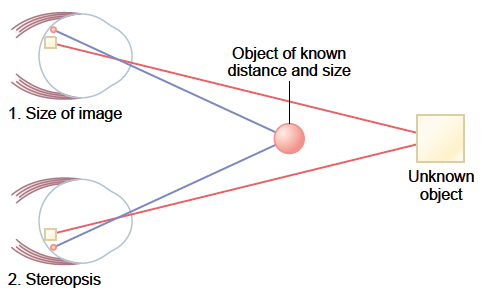 Object of known
distance and size
1. Size of image
Unknown
object
2. Stereopsis